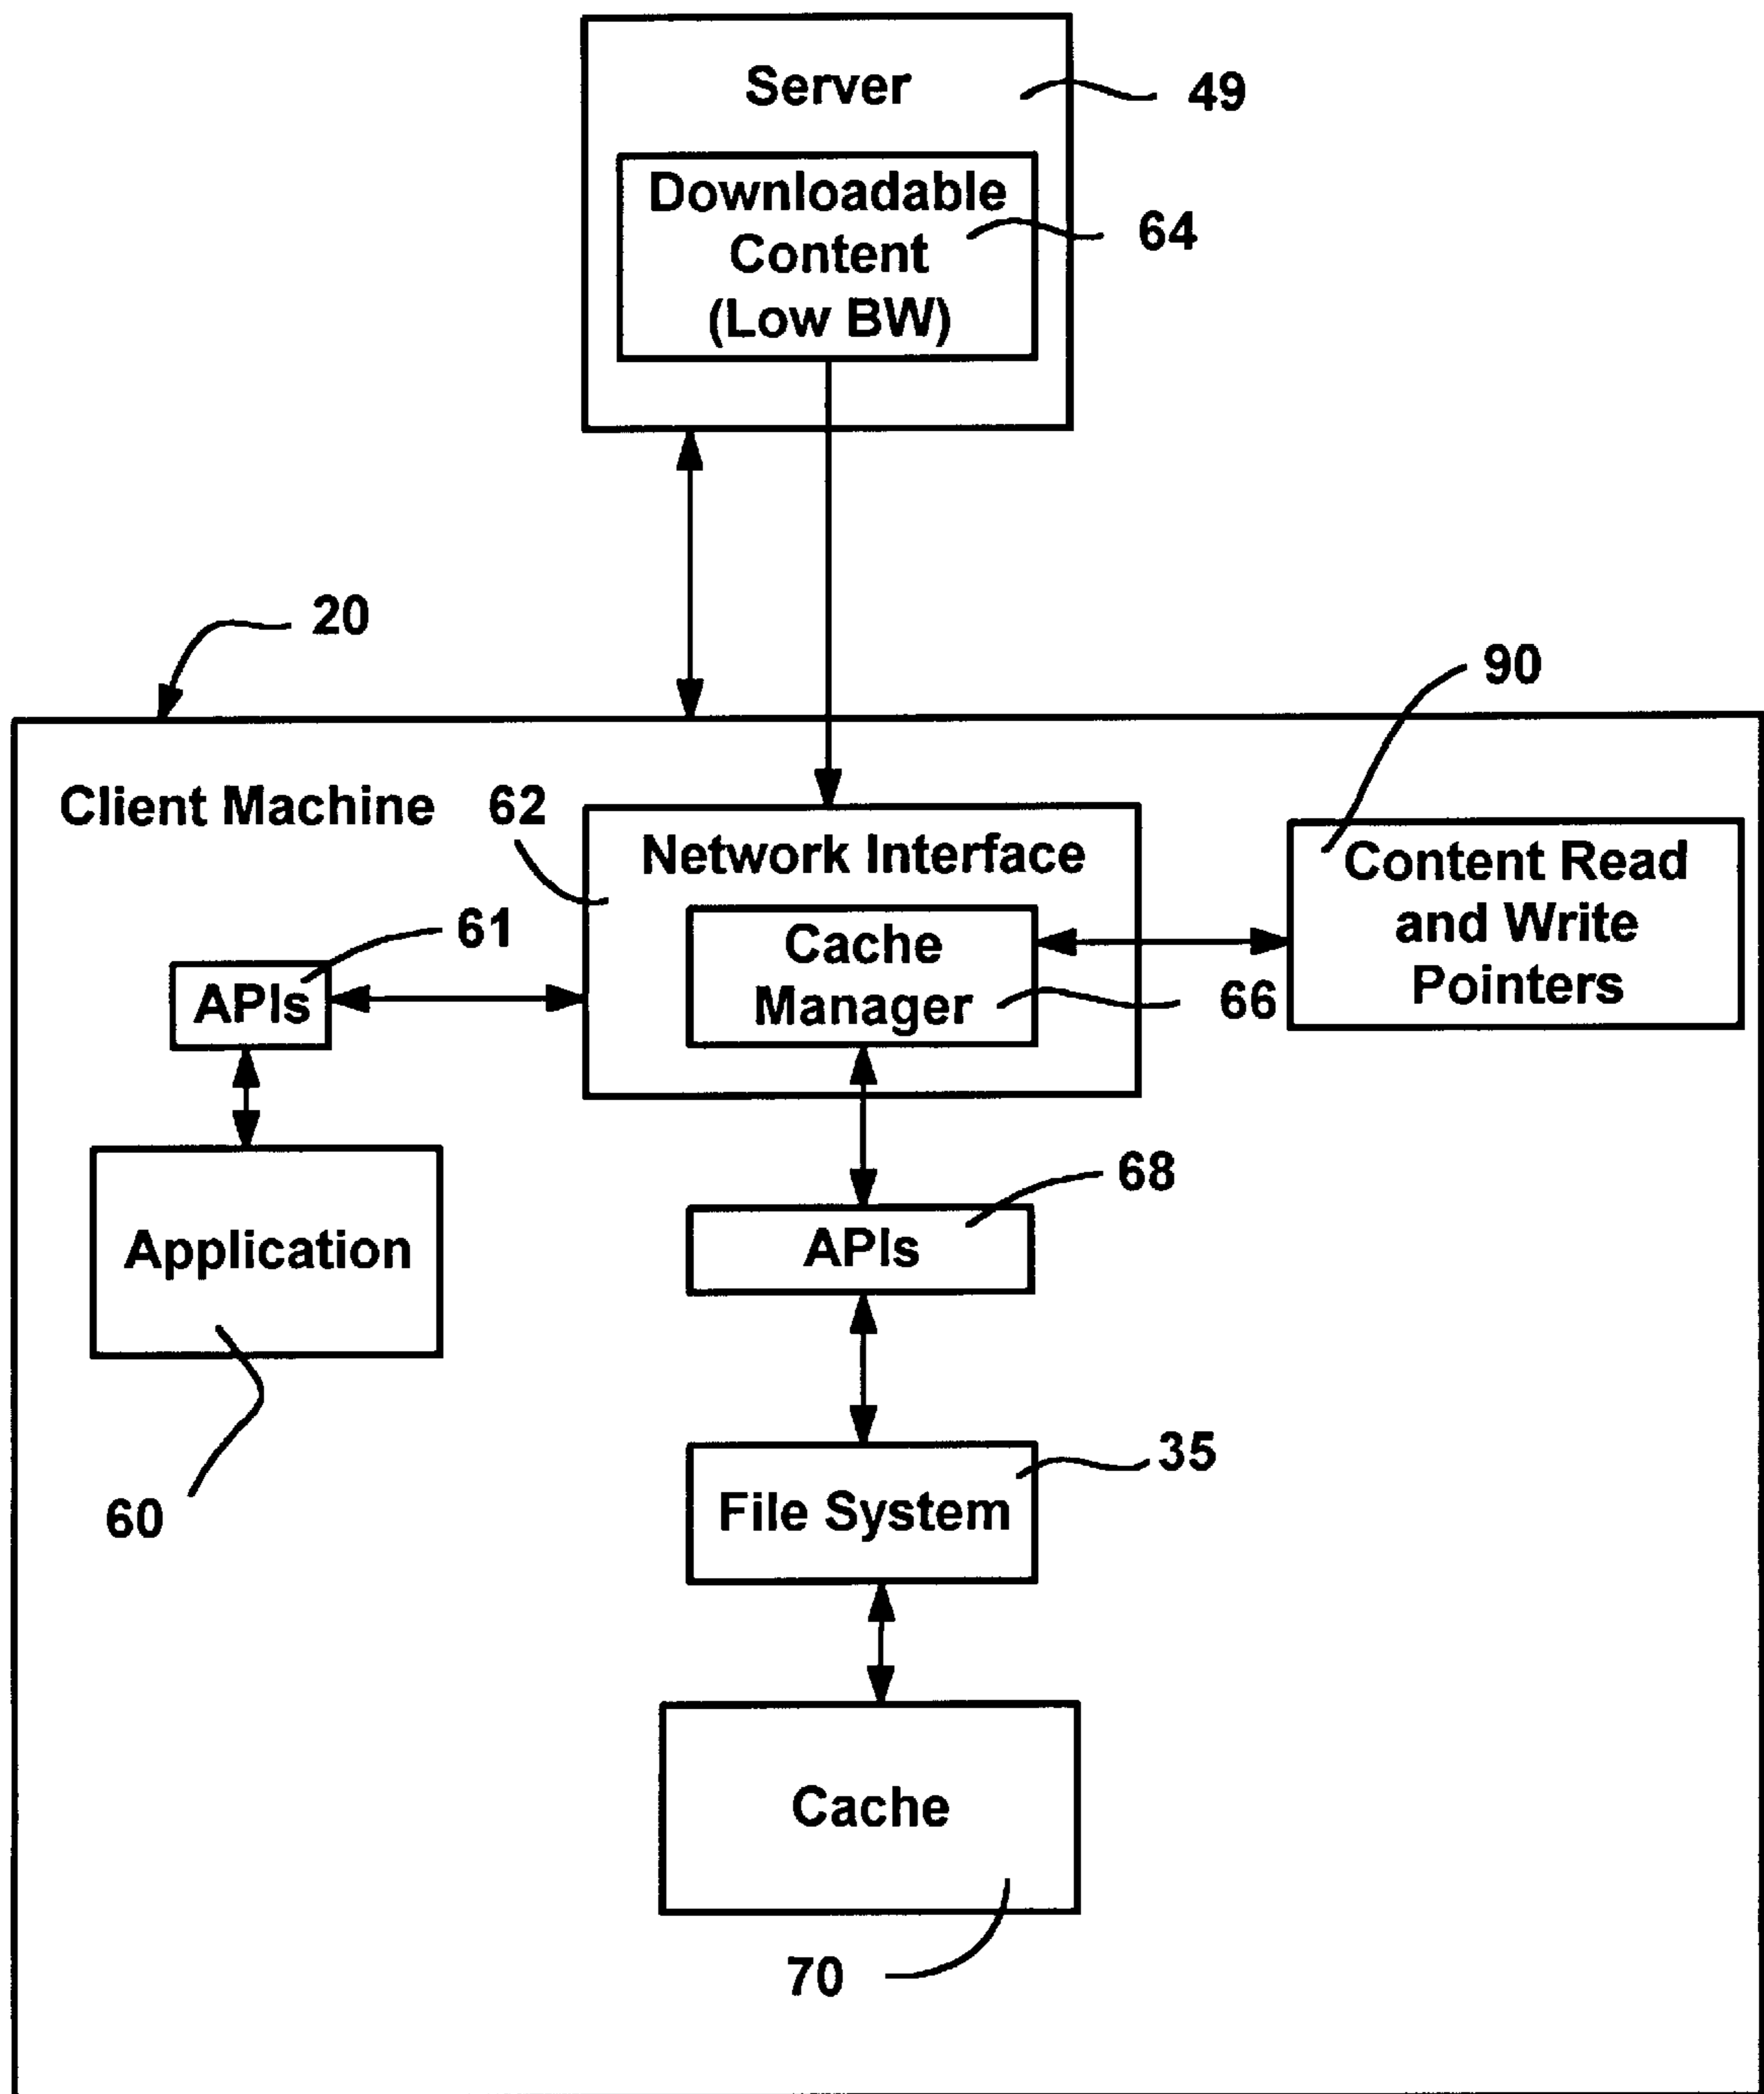 Server
49
Downloadable
Content
(Low BW)
64
20
90
Client Machine
62
Network Interface
Content Read
and Write
Pointers
61
Cache
Manager
66
APIs
68
APIs
Application
35
File System
60
Cache
70